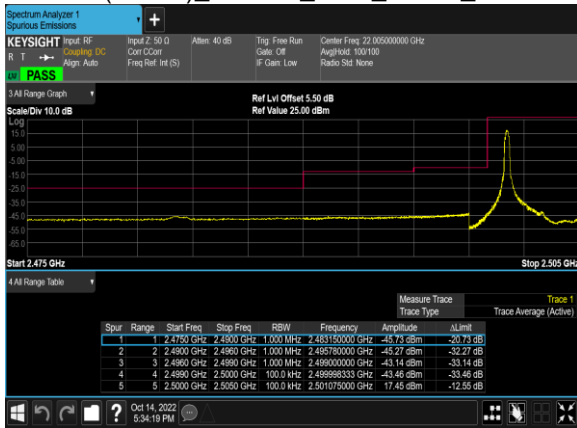 Spectrum Analyzer 1
Spurious Emissions
+
KEYSIGHT Input: RF Input Z: 50 Ω Atten: 40 dB Trig: Free Run Center Freq: 22.005000000 GHz
R T Coupling: DC Corr CCorr Gate: Off Avg|Hold: 100/100
Align: Auto Freq Ref: Int (S) IF Gain: Low Radio Std: None
PASS
3 All Range Graph
Ref Lvl Offset 5.50 dB
Scale/Div 10.0 dB Ref Value 25.00 dBm
Log
15.0
5.00
-5.00
-15.0
-25.0
-35.0
-45.0
-55.0
-65.0
Start 2.475 GHz Stop 2.505 GHz
4 All Range Table
Measure Trace Trace 1
Trace Type Trace Average (Active)
Spur Range Start Freq Stop Freq RBW Frequency Amplitude ΔLimit
1 1 2.4750 GHz 2.4900 GHz 1.000 MHz 2.483150000 GHz -45.73 dBm -20.73 dB
2 2 2.4900 GHz 2.4960 GHz 1.000 MHz 2.495780000 GHz -45.27 dBm -32.27 dB
3 3 2.4960 GHz 2.4990 GHz 1.000 MHz 2.499000000 GHz -43.14 dBm -33.14 dB
4 4 2.4990 GHz 2.5000 GHz 100.0 kHz 2.499998333 GHz -43.46 dBm -33.46 dB
5 5 2.5000 GHz 2.5050 GHz 100.0 kHz 2.501075000 GHz 17.45 dBm -12.55 dB
? Oct 14, 2022
5:34:19 PM